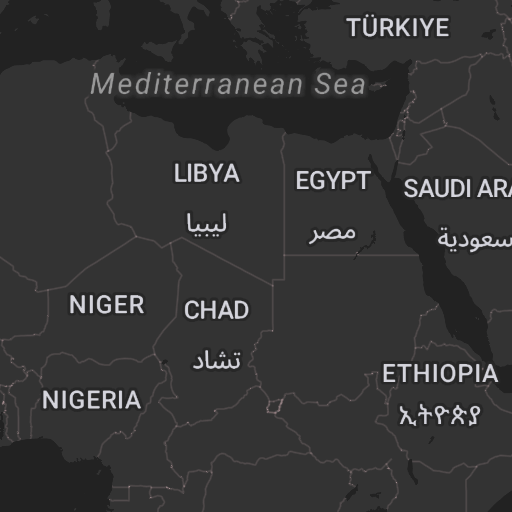 TÜRKIYE
Mediterranean Sea
LIBYA
ليبيا
EGYPT
مصر
SAUDI ARA
سعودية
NIGER
CHAD
تشاد
NIGERIA
ETHIOPIA
ኢትዮጵያ